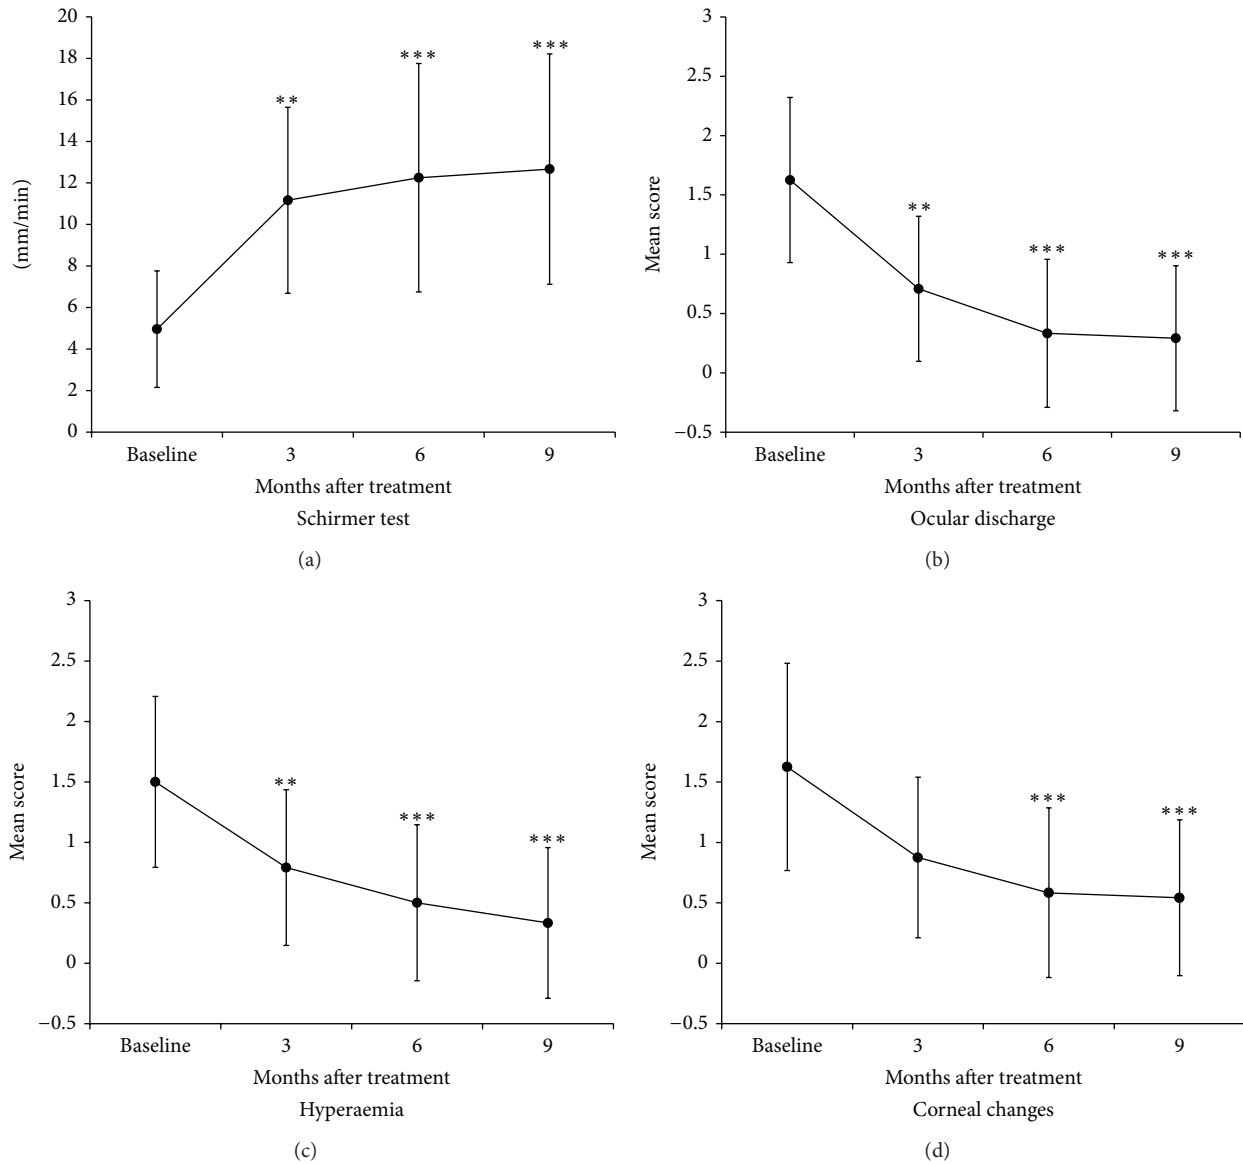 20
18
16
14
12
10
8
6
4
2
0
(mm/min)
**
***
***
Baseline 3 6 9
Months after treatment
Schirmer test
(a)
3
2.5
2
1.5
1
0.5
0
−0.5
Mean score
**
***
***
Baseline 3 6 9
Months after treatment
Ocular discharge
(b)
3
2.5
2
1.5
1
0.5
0
−0.5
Mean score
**
***
***
Baseline 3 6 9
Months after treatment
Hyperaemia
(c)
3
2.5
2
1.5
1
0.5
0
−0.5
Mean score
***
***
Baseline 3 6 9
Months after treatment
Corneal changes
(d)